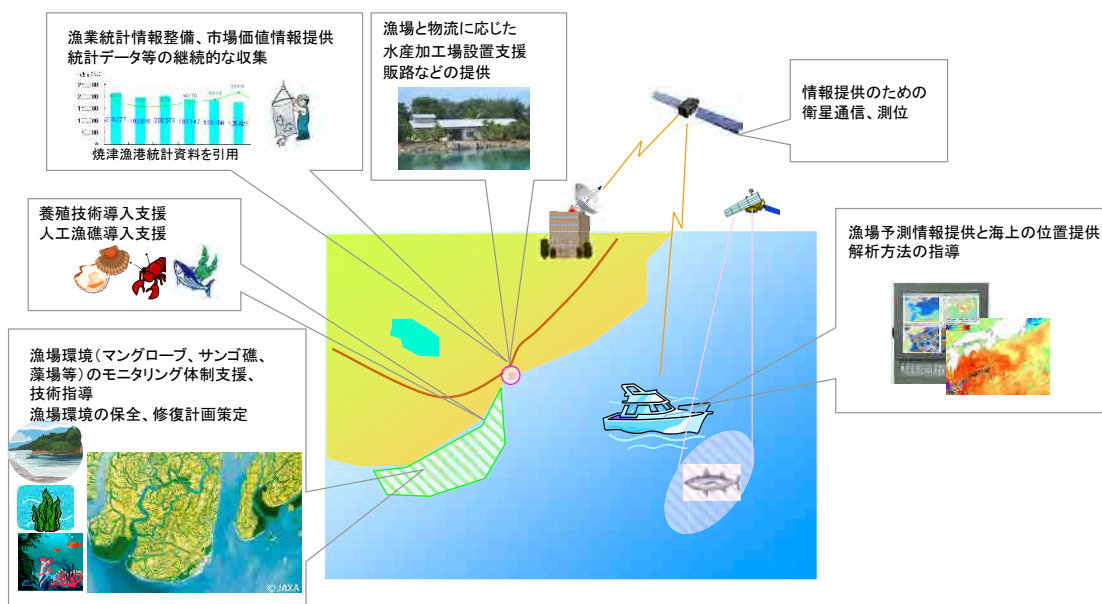 漁業統計情報整備、市場価値情報提供
統計データ等の継続的な収集
焼津漁港統計資料を引用
漁場と物流に応じた
水産加工場設置支援
販路などの提供
情報提供のための
衛星通信、測位
養殖技術導入支援
人工漁礁導入支援
漁場予測情報提供と海上の位置提供
解析方法の指導
漁場環境(マングローブ、サンゴ礁、
藻場等)のモニタリング体制支援、
技術指導
漁場環境の保全、修復計画策定
©JAXA